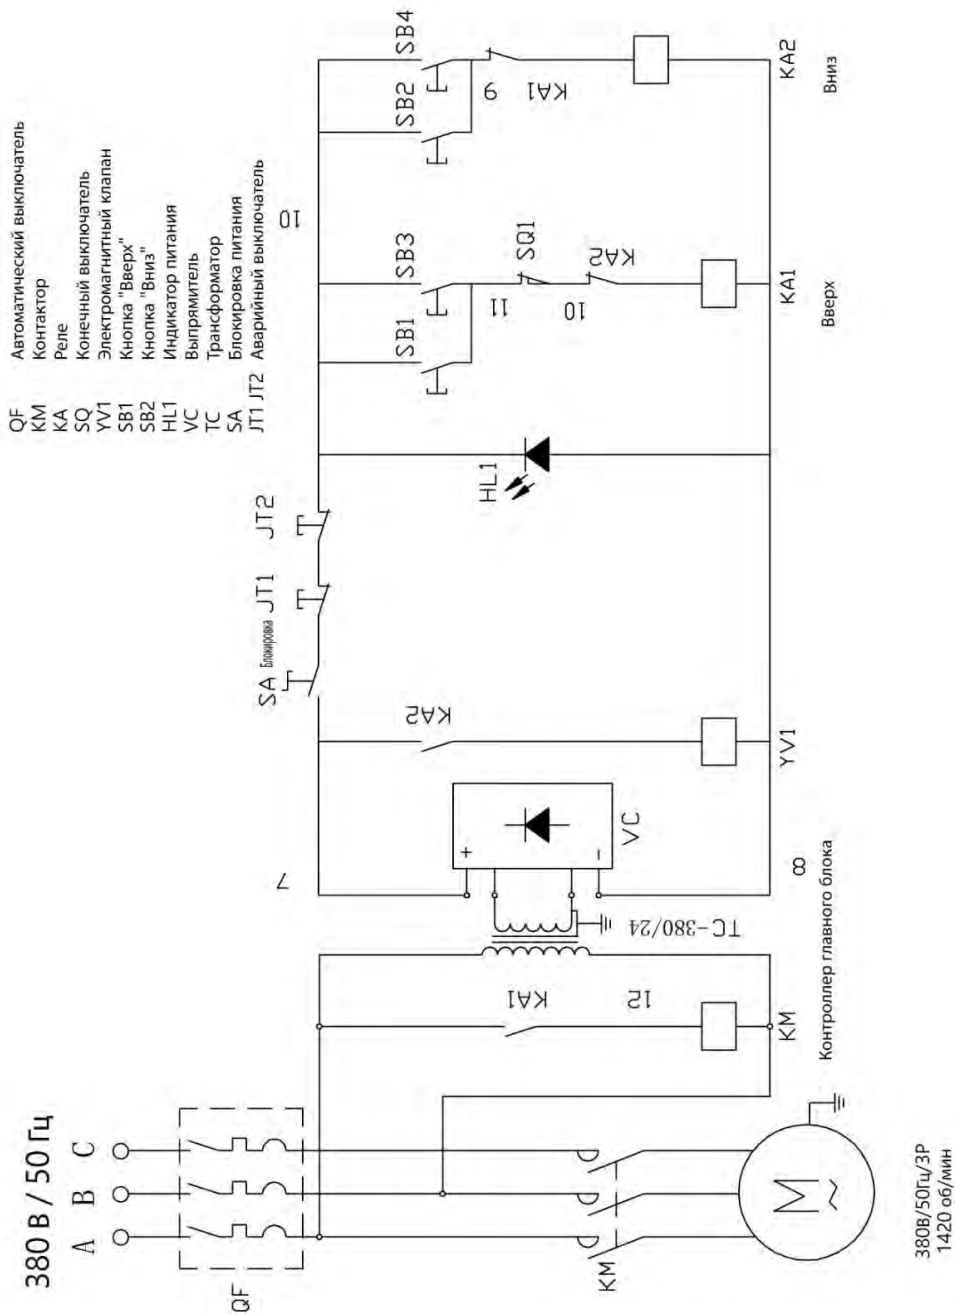 380 В / 50 Гц
A
B
C
QF
KM
380В/50Гц/3P
1420 об/мин
QF Автоматический выключатель
KM Контактор
KA Реле
SQ Конечный выключатель
YV1 Электромагнитный клапан
SB1 Кнопка "Вверх"
SB2 Кнопка "Вниз"
HL1 Индикатор питания
VC Выпрямитель
TC Трансформатор
SA Блокировка питания
JT1 JT2 Аварийный выключатель
7
SA
Блокировка
JT1
JT2
10
KA1
12
TC-380/24
+
-
VC
KA2
HL1
SB1
SB3
11
SQ1
10
KA2
SB2
SB4
9
KA1
KM
8
YV1
KA1
KA2
Контроллер главного блока
Вверх
Вниз
M
~